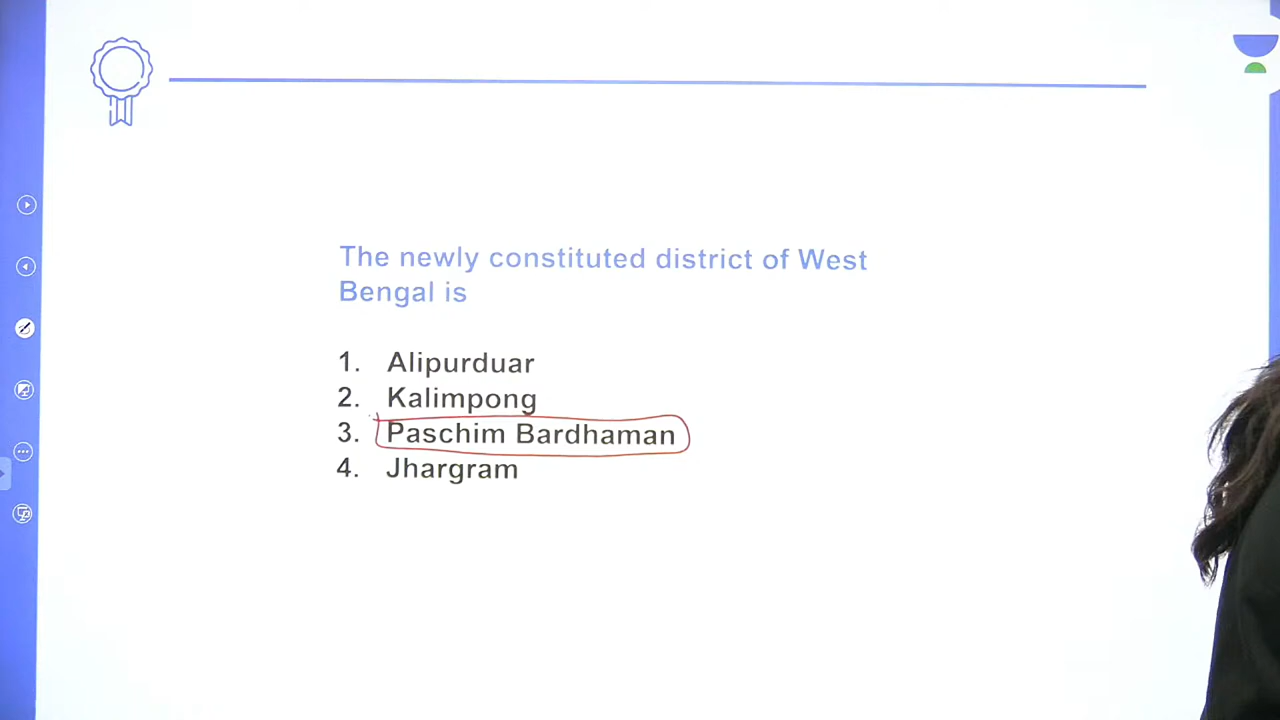 The newly constituted district of West
Bengal is
1. Alipurduar
2. Kalimpong
3. Paschim Bardhaman
4. Jhargram